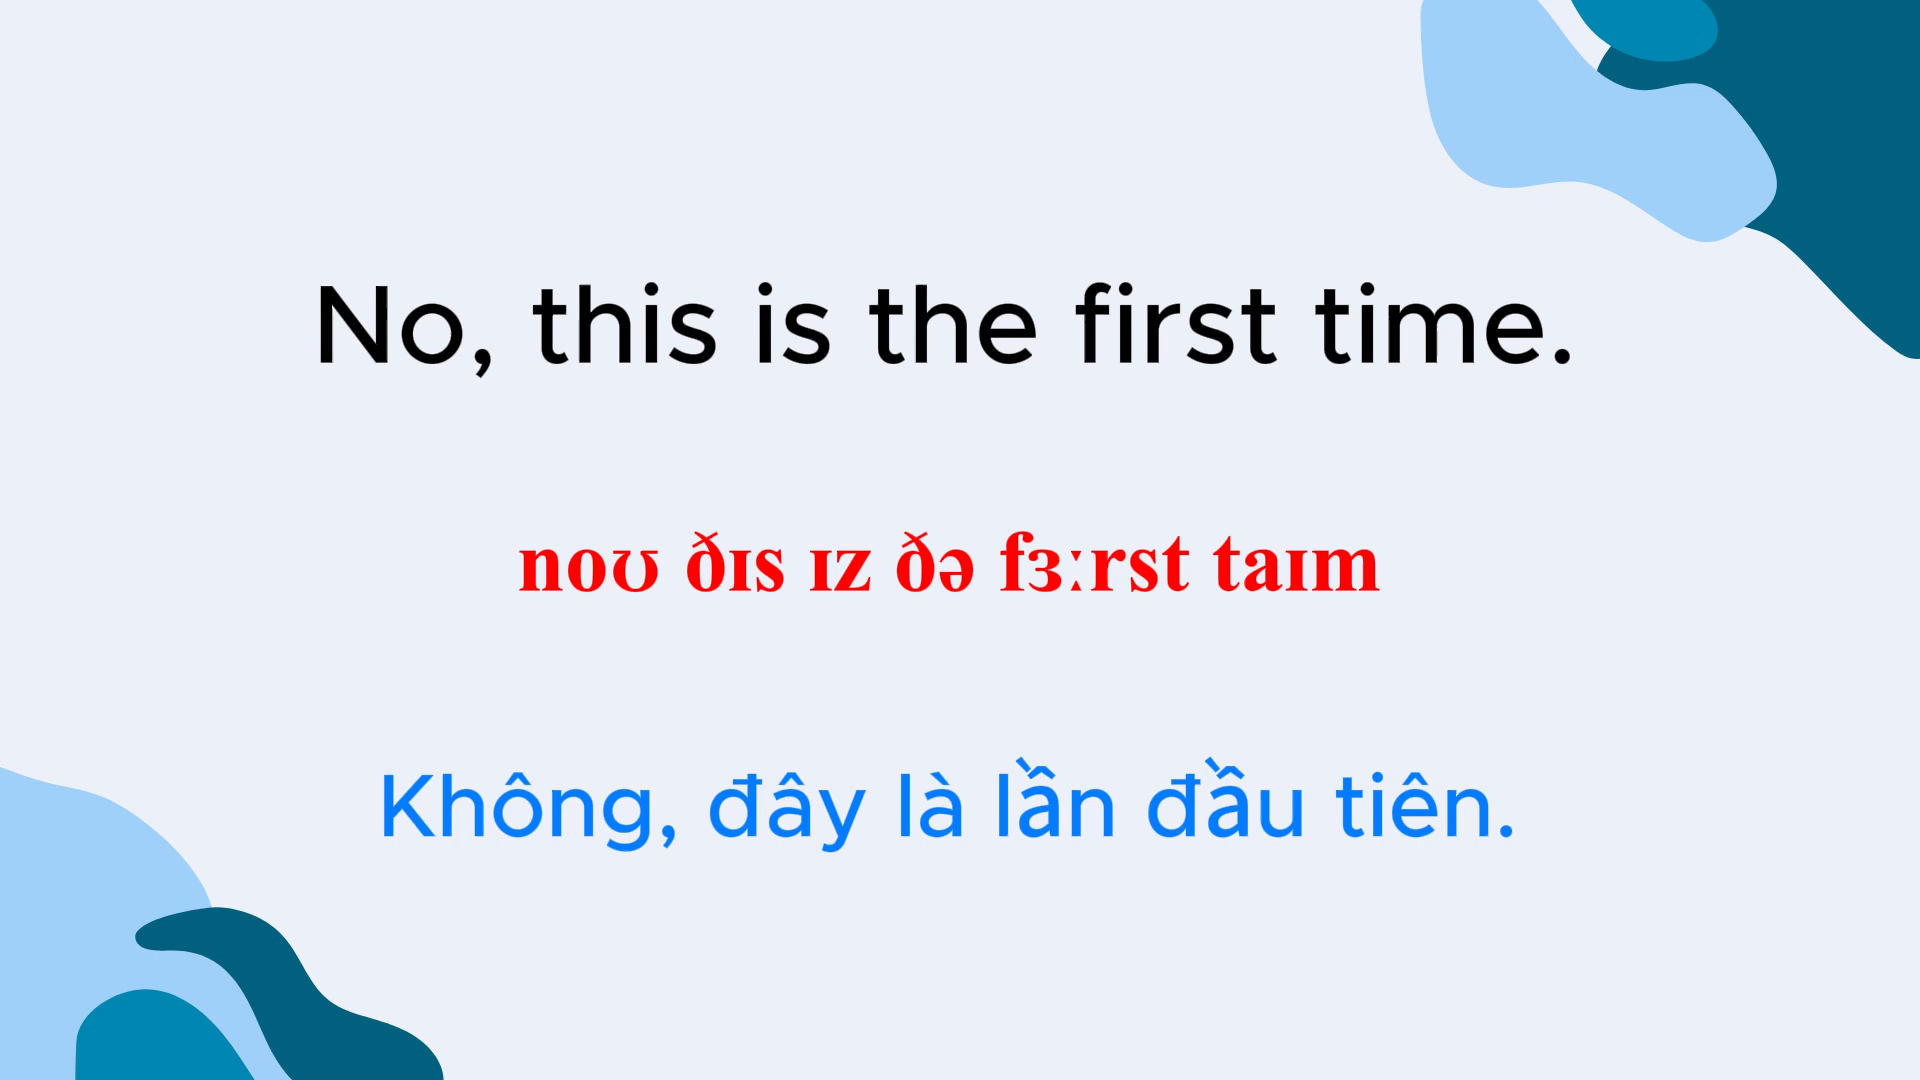 No, this is the first time.
noʊ ðɪs ɪz ðə fɜːrst taɪm
Không, đây là lần đầu tiên.